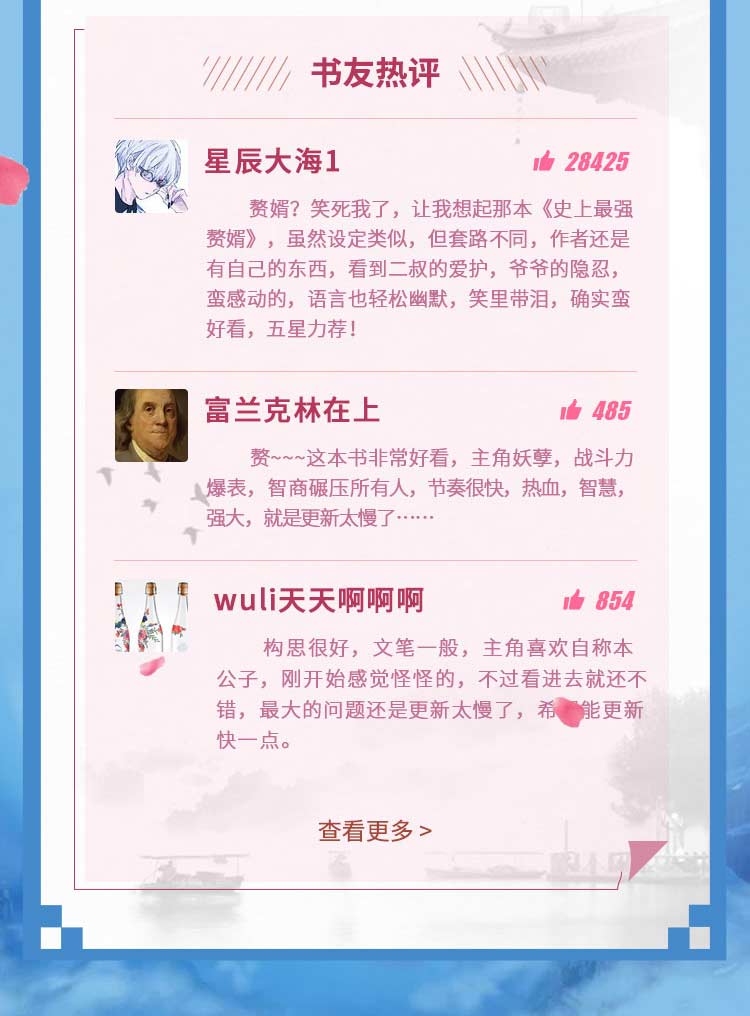 书友热评
星辰大海1
28425
赘婿？笑死我了，让我想起那本《史上最强
赘婿》，虽然设定类似，但套路不同，作者还是
有自己的东西，看到二叔的爱护，爷爷的隐忍，
蛮感动的，语言也轻松幽默，笑里带泪，确实蛮
好看，五星力荐！
富兰克林在上
485
赘~~~这本书非常好看，主角妖孽，战斗力
爆表，智商碾压所有人，节奏很快，热血，智慧，
强大，就是更新太慢了……
wuli天天啊啊啊
854
构思很好，文笔一般，主角喜欢自称本
公子，刚开始感觉怪怪的，不过看进去就还不
错，最大的问题还是更新太慢了，希 能更新
快一点。
查看更多 >